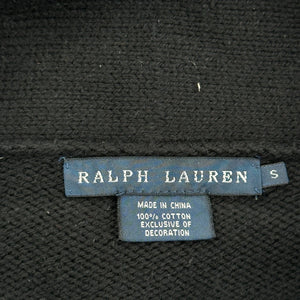 RALPH LAUREN S
MADE IN CHINA
100% COTTON
EXCLUSIVE OF
DECORATION